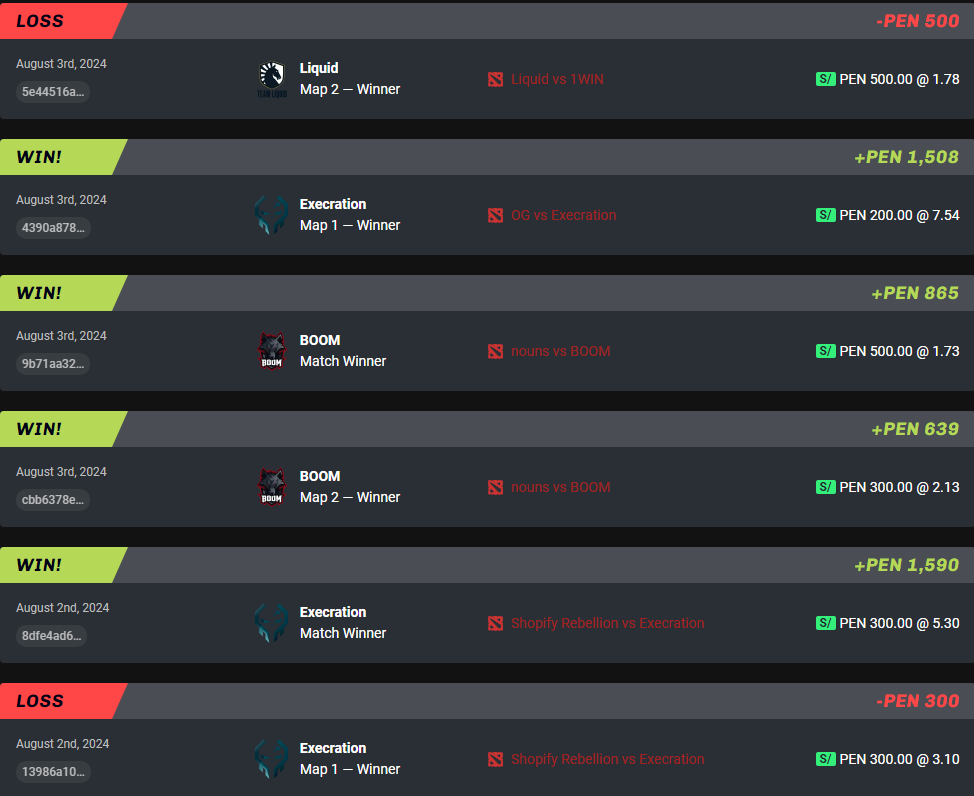 LOSS -PEN 500
August 3rd, 2024
5e44516a...
TEAM LIQUID
Liquid
Map 2 — Winner
Liquid vs 1WIN
S/ PEN 500.00 @ 1.78
WIN! +PEN 1,508
August 3rd, 2024
4390a878...
Execration
Map 1 — Winner
OG vs Execration
S/ PEN 200.00 @ 7.54
WIN! +PEN 865
August 3rd, 2024
9b71aa32...
BOOM
BOOM
Match Winner
nouns vs BOOM
S/ PEN 500.00 @ 1.73
WIN! +PEN 639
August 3rd, 2024
cbb6378e...
BOOM
BOOM
Map 2 — Winner
nouns vs BOOM
S/ PEN 300.00 @ 2.13
WIN! +PEN 1,590
August 2nd, 2024
8dfe4ad6...
Execration
Match Winner
Shopify Rebellion vs Execration
S/ PEN 300.00 @ 5.30
LOSS -PEN 300
August 2nd, 2024
13986a10...
Execration
Map 1 — Winner
Shopify Rebellion vs Execration
S/ PEN 300.00 @ 3.10